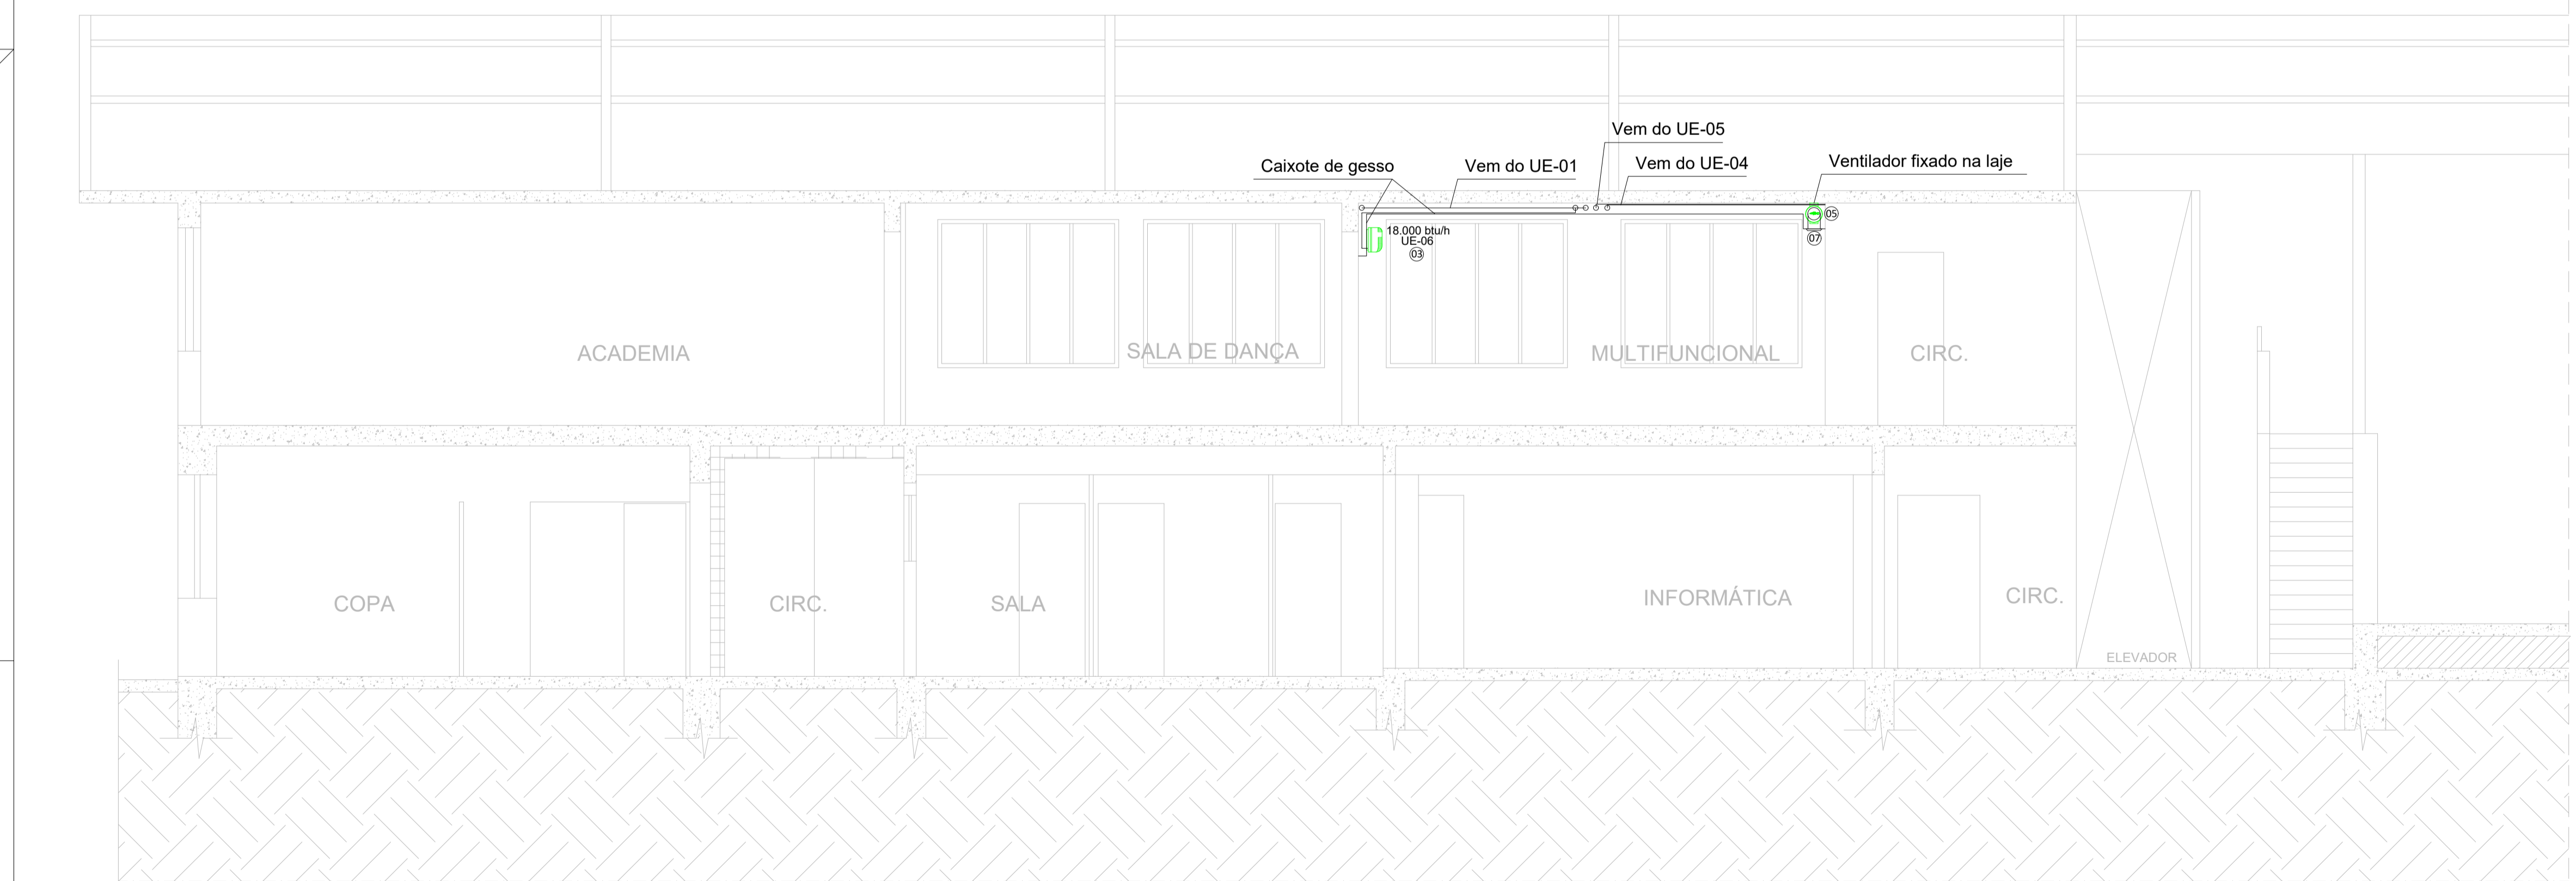 Vem do UE-05
Caixote de gesso
Vem do UE-01
Vem do UE-04
Ventilador fixado na laje
05
18.000 btu/h
UE-06
03
07
ACADEMIA
SALA DE DANÇA
MULTIFUNCIONAL
CIRC.
COPA
CIRC.
SALA
INFORMÁTICA
CIRC.
ELEVADOR